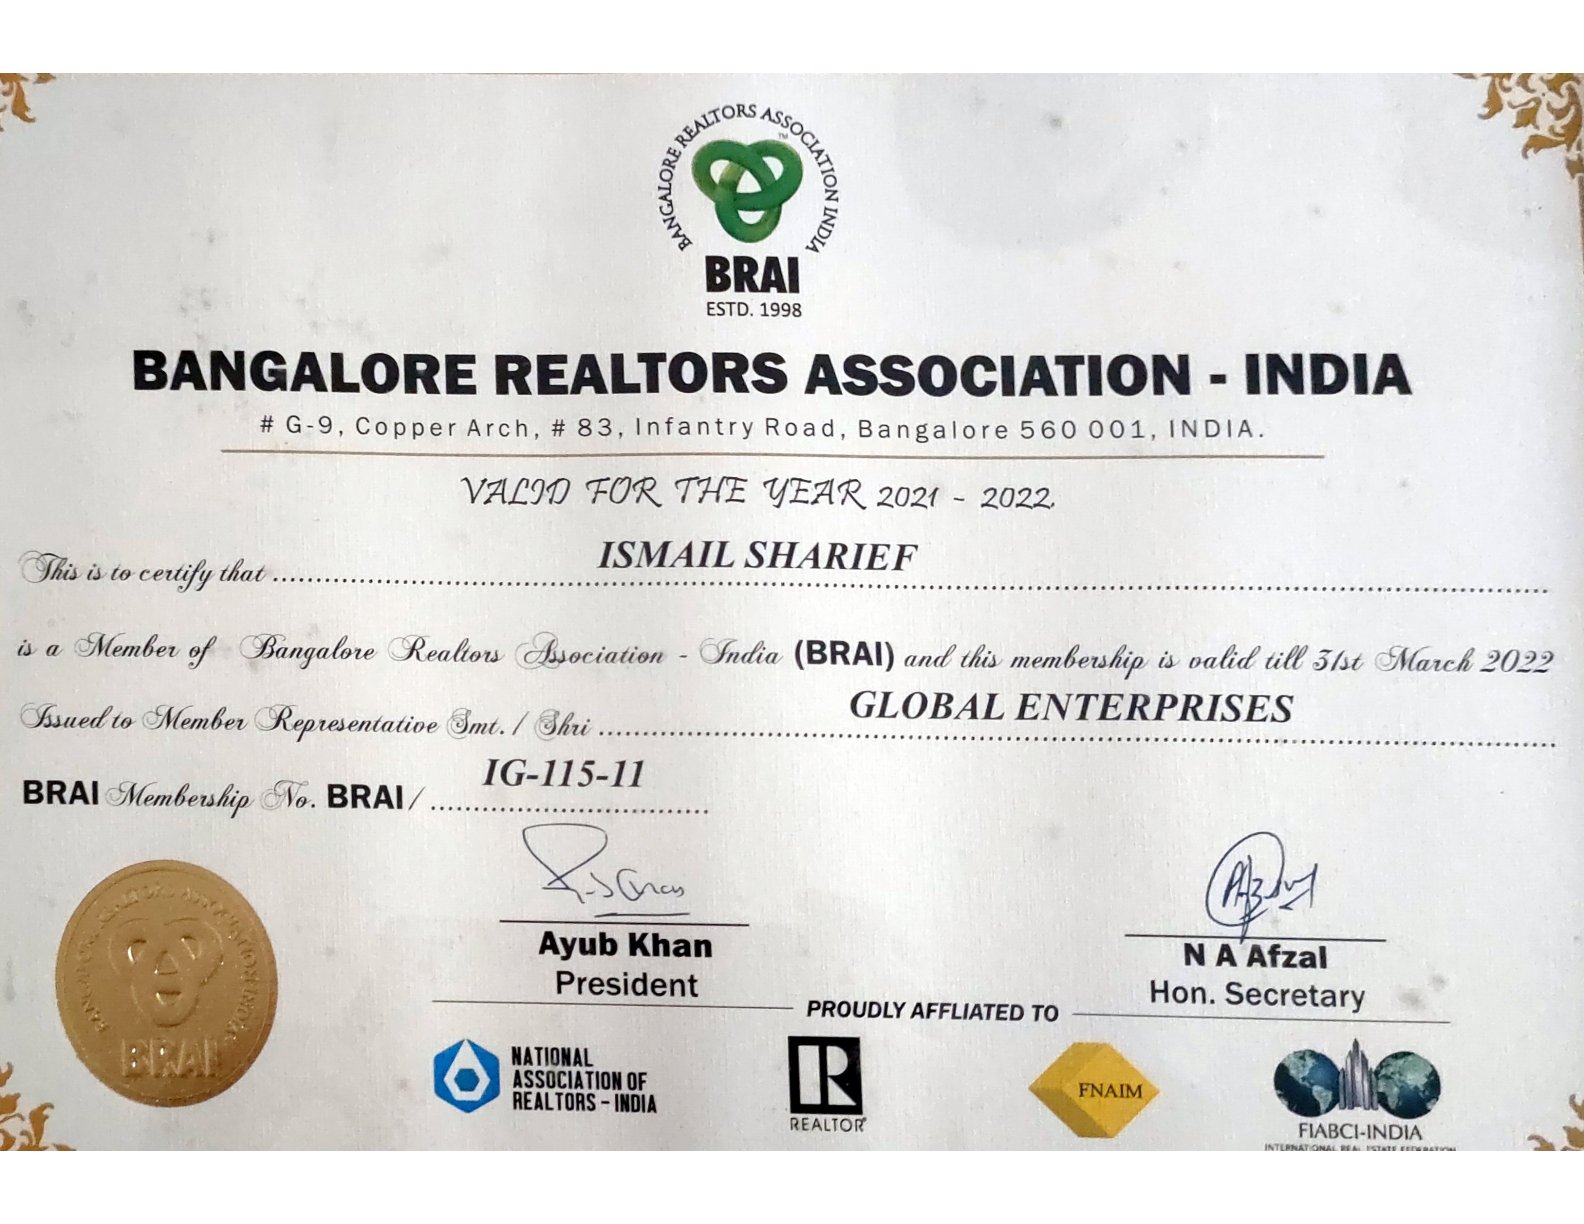 BANGALORE REALTORS ASSOCIATION INDIA
TM
BRAI
ESTD. 1998
BANGALORE REALTORS ASSOCIATION - INDIA
# G-9, Copper Arch, # 83, Infantry Road, Bangalore 560 001, INDIA.
VALID FOR THE YEAR 2021 - 2022
This is to certify that ISMAIL SHARIEF
is a Member of Bangalore Realtors Association - India (BRAI) and this membership is valid till 31st March 2022
Issued to Member Representative Smt. / Shri GLOBAL ENTERPRISES
BRAI Membership No. BRAI/ IG-115-11
Ayub Khan
President
N A Afzal
Hon. Secretary
BRAI
PROUDLY AFFLIATED TO
NATIONAL
ASSOCIATION OF
REALTORS - INDIA
R
REALTOR®
FNAIM
FIABCI-INDIA
INTERNATIONAL REAL ESTATE FEDERATION